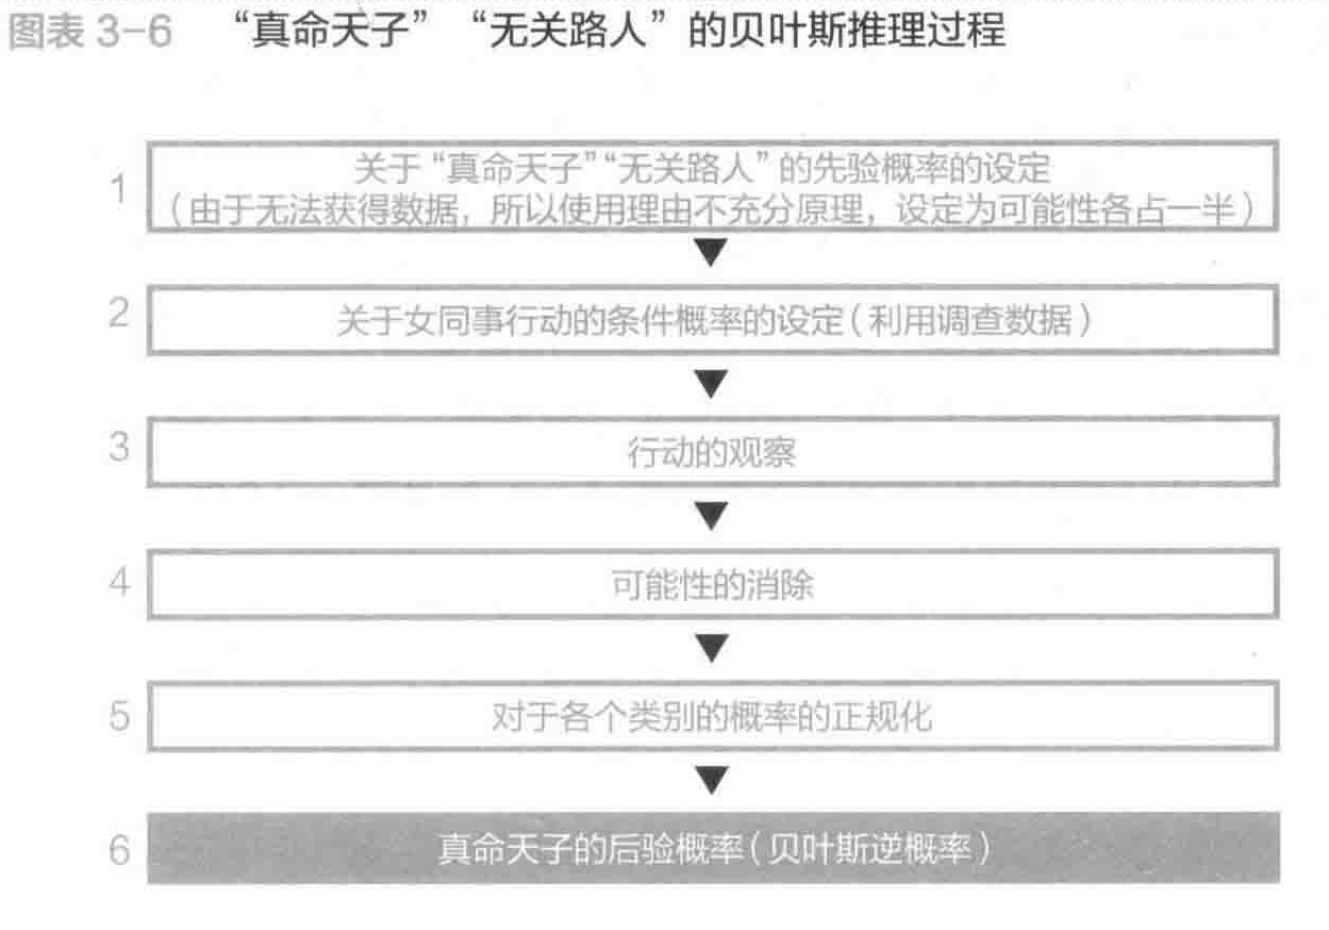 图表 3-6 “真命天子”“无关路人”的贝叶斯推理过程
1 关于“真命天子”“无关路人”的先验概率的设定
（由于无法获得数据，所以使用理由不充分原理，设定为可能性各占一半）
2 关于女同事行动的条件概率的设定（利用调查数据）
3 行动的观察
4 可能性的消除
5 对于各个类别的概率的正规化
6 真命天子的后验概率（贝叶斯逆概率）